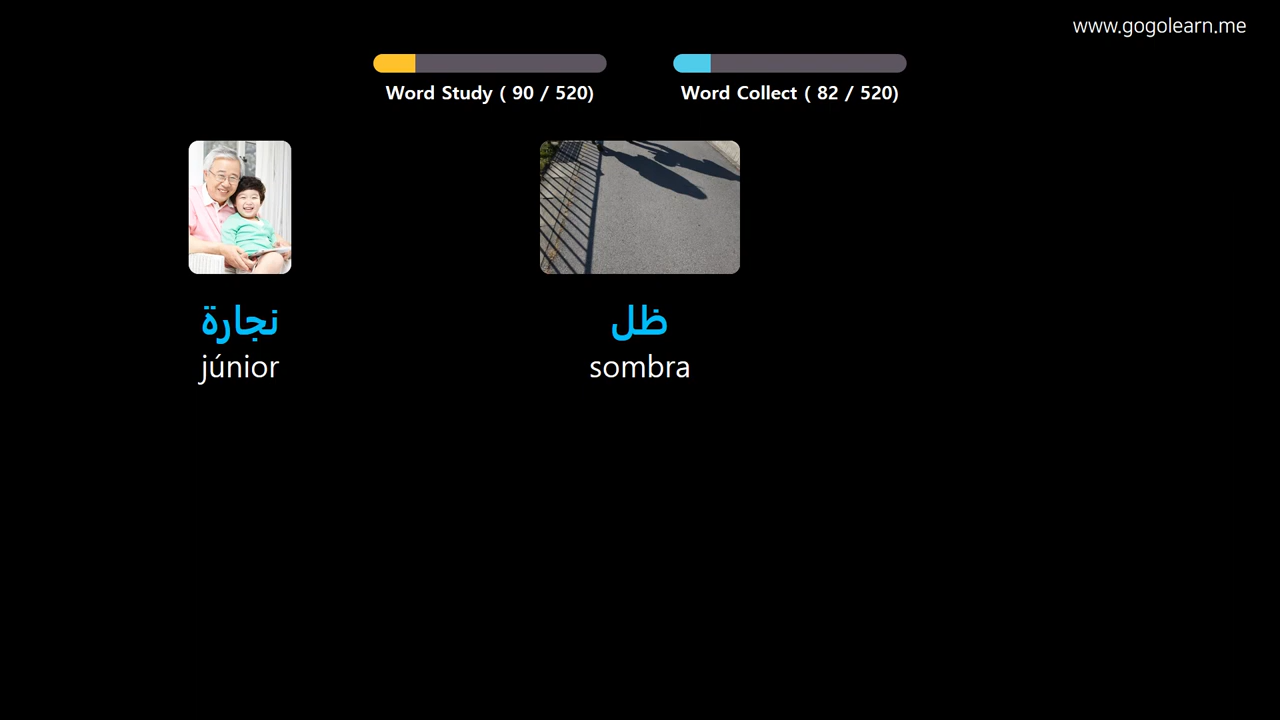 www.gogolearn.me
Word Study ( 90 / 520)
Word Collect ( 82 / 520)
نجارة
júnior
ظل
sombra